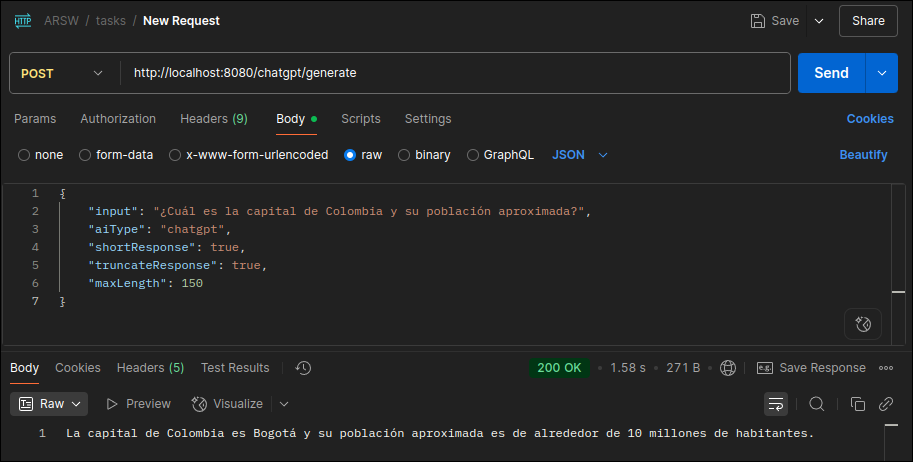 HTTP ARSW / tasks / New Request Save Share
POST http://localhost:8080/chatgpt/generate Send
Params Authorization Headers (9) Body Scripts Settings Cookies
none form-data x-www-form-urlencoded raw binary GraphQL JSON Beautify
1 {
2 "input": "¿Cuál es la capital de Colombia y su población aproximada?",
3 "aiType": "chatgpt",
4 "shortResponse": true,
5 "truncateResponse": true,
6 "maxLength": 150
7 }
Body Cookies Headers (5) Test Results 200 OK • 1.58 s • 271 B • e.g. Save Response
Raw Preview Visualize
1 La capital de Colombia es Bogotá y su población aproximada es de alrededor de 10 millones de habitantes.